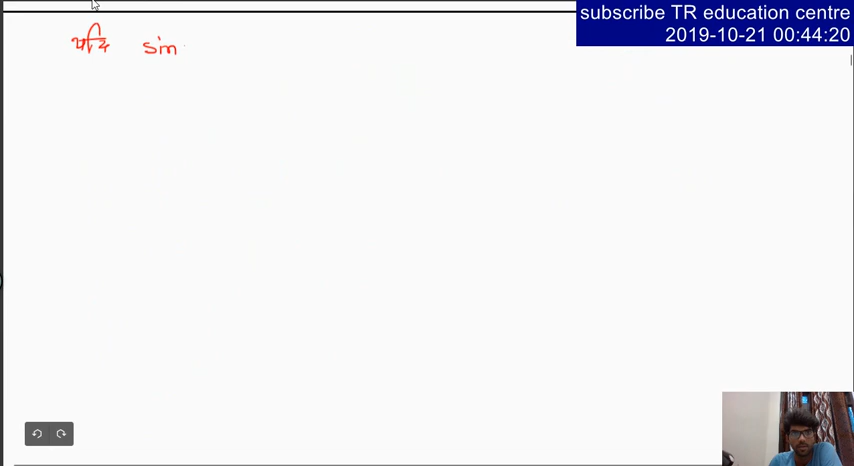 subscribe TR education centre
2019-10-21 00:44:20
यदि sin